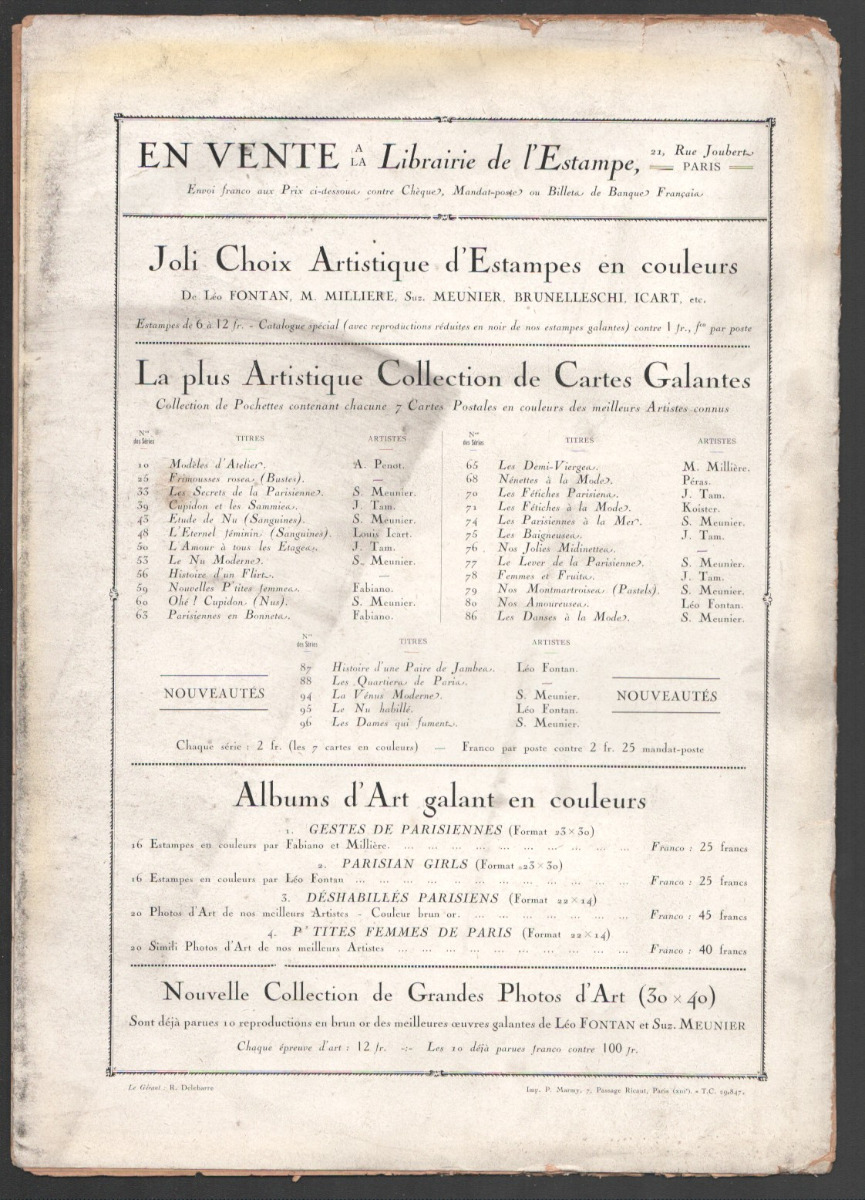 EN VENTE A LA Librairie de l'Estampe, 21, Rue Joubert PARIS
Envoi franco aux Prix ci-dessous contre Chèque, Mandat-poste ou Billets de Banque Français
Joli Choix Artistique d'Estampes en couleurs
De Léo FONTAN, M. MILLIERE, Suz. MEUNIER, BRUNELLESCHI, ICART, etc.
Estampes de 6 à 12 fr. - Catalogue spécial (avec reproductions réduites en noir de nos estampes galantes) contre 1 fr., fco par poste
La plus Artistique Collection de Cartes Galantes
Collection de Pochettes contenant chacune 7 Cartes Postales en couleurs des meilleurs Artistes connus
Nos des Séries TITRES ARTISTES
10 Modèles d'Atelier. A. Penot.
25 Frimousses roses (Bustes). —
33 Les Secrets de la Parisienne. S. Meunier.
39 Cupidon et les Sammies. J. Tam.
43 Etude de Nu (Sanguines). S. Meunier.
48 L'Eternel féminin (Sanguines). Louis Icart.
50 L'Amour à tous les Etages. J. Tam.
53 Le Nu Moderne. S. Meunier.
56 Histoire d'un Flirt. —
59 Nouvelles P'tites femmes. Fabiano.
60 Ohé ! Cupidon (Nus). S. Meunier.
63 Parisiennes en Bonnets. Fabiano.
Nos des Séries TITRES ARTISTES
65 Les Demi-Vierges. M. Millière.
68 Nénettes à la Mode. Péras.
70 Les Fétiches Parisiens. J. Tam.
71 Les Fétiches à la Mode. Koister.
74 Les Parisiennes à la Mer. S. Meunier.
75 Les Baigneuses. J. Tam.
76 Nos Jolies Midinettes. —
77 Le Lever de la Parisienne. S. Meunier.
78 Femmes et Fruits. J. Tam.
79 Nos Montmartroises (Pastels). S. Meunier.
80 Nos Amoureuses. Léo Fontan.
86 Les Danses à la Mode. S. Meunier.
Nos des Séries TITRES ARTISTES
87 Histoire d'une Paire de Jambes. Léo Fontan.
88 Les Quartiers de Paris. —
NOUVEAUTÉS 94 La Vénus Moderne. S. Meunier. NOUVEAUTÉS
95 Le Nu habillé. Léo Fontan.
96 Les Dames qui fument. S. Meunier.
Chaque série : 2 fr. (les 7 cartes en couleurs) — Franco par poste contre 2 fr. 25 mandat-poste
Albums d'Art galant en couleurs
1. GESTES DE PARISIENNES (Format 23×30)
16 Estampes en couleurs par Fabiano et Millière. ... Franco : 25 francs
2. PARISIAN GIRLS (Format 23×30)
16 Estampes en couleurs par Léo Fontan ... Franco : 25 francs
3. DÉSHABILLÉS PARISIENS (Format 22×14)
20 Photos d'Art de nos meilleurs Artistes - Couleur brun or. ... Franco : 45 francs
4. P'TITES FEMMES DE PARIS (Format 22×14)
20 Simili Photos d'Art de nos meilleurs Artistes ... Franco : 40 francs
Nouvelle Collection de Grandes Photos d'Art (30 × 40)
Sont déjà parues 10 reproductions en brun or des meilleures œuvres galantes de Léo FONTAN et Suz. MEUNIER
Chaque épreuve d'art : 12 fr. -:- Les 10 déjà parues franco contre 100 fr.
Le Gérant : R. Deleharre
Imp. P. Marmy, 7, Passage Ricaut, Paris (XIIIe). - T.C. 19.847.